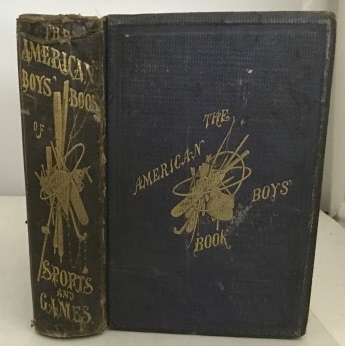 THE
AMERICAN
BOYS' BOOK
OF
SPORTS
AND
GAMES
THE
AMERICAN
BOYS'
BOOK